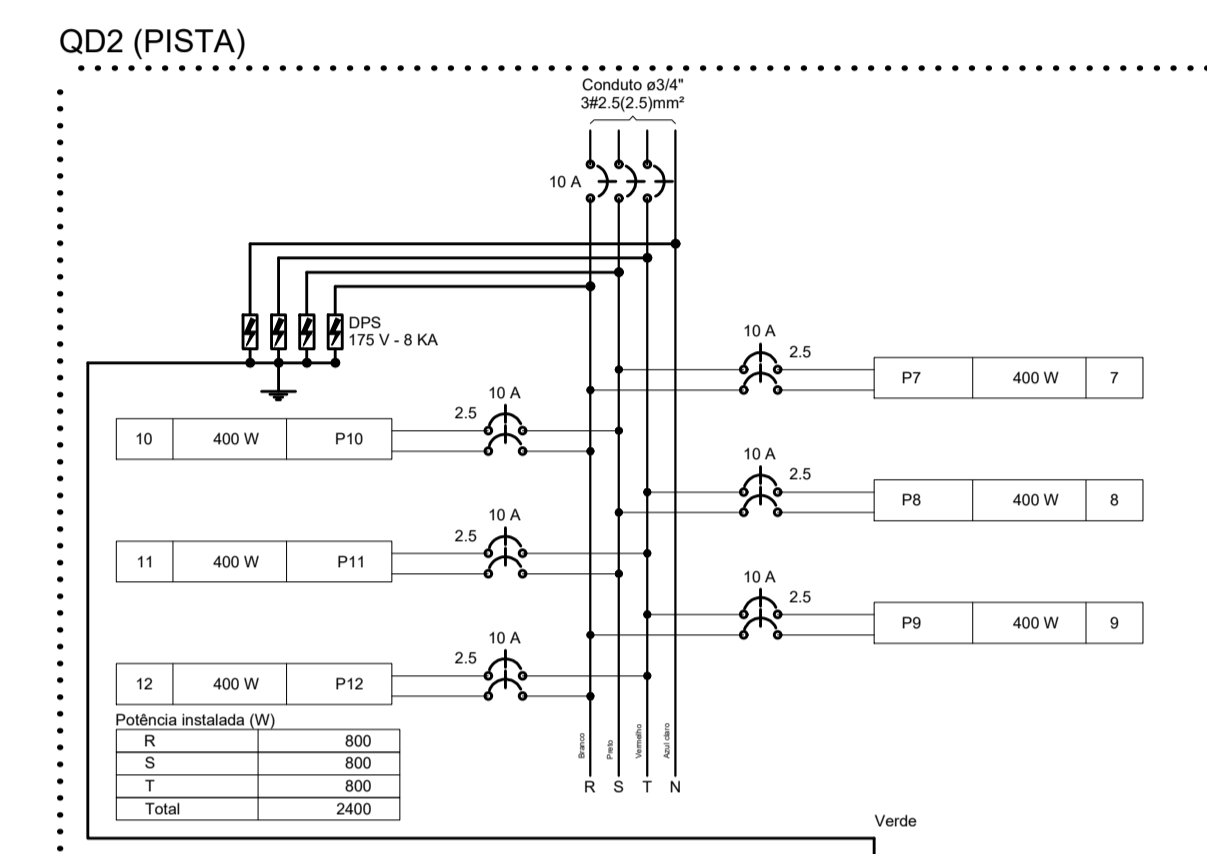 QD2 (PISTA)
Conduto ø3/4"
3#2.5(2.5)mm²
10 A
DPS
175 V - 8 KA
10 A
2.5
P7 400 W 7
10 A
2.5
10 400 W P10
10 A
2.5
P8 400 W 8
10 A
2.5
11 400 W P11
10 A
2.5
P9 400 W 9
10 A
2.5
12 400 W P12
Potência instalada (W)
R 800
S 800
T 800
Total 2400
Branco
Preto
Vermelho
Azul claro
R S T N
Verde